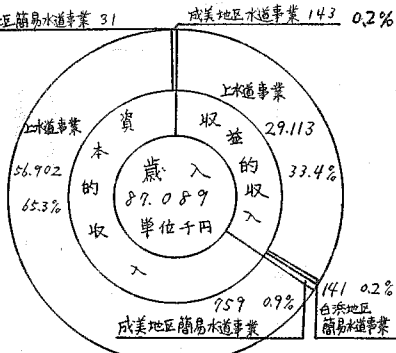 区簡易水道事業 31
成美地区水道事業 143 0.2%
上水道事業
29.113
33.4%
収益的収入
上水道事業
56.902
65.3%
資本的収入
歳入
87.089
単位千円
141 0.2%
白浜地区
簡易水道事業
759 0.9%
成美地区簡易水道事業